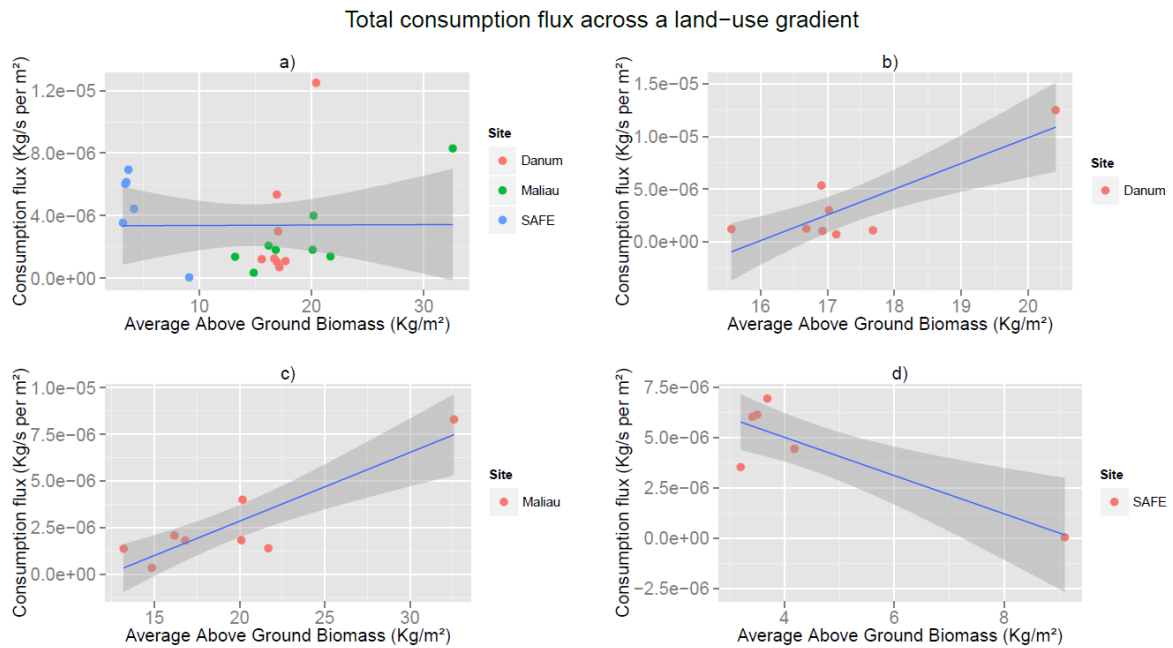 Total consumption flux across a land−use gradient
a)
Consumption flux (Kg/s per m²)
1.2e−05
8.0e−06
4.0e−06
0.0e+00
10
20
30
Average Above Ground Biomass (Kg/m²)
Site
Danum
Maliau
SAFE
b)
Consumption flux (Kg/s per m²)
1.5e−05
1.0e−05
5.0e−06
0.0e+00
16
17
18
19
20
Average Above Ground Biomass (Kg/m²)
Site
Danum
c)
Consumption flux (Kg/s per m²)
1.0e−05
7.5e−06
5.0e−06
2.5e−06
0.0e+00
15
20
25
30
Average Above Ground Biomass (Kg/m²)
Site
Maliau
d)
Consumption flux (Kg/s per m²)
7.5e−06
5.0e−06
2.5e−06
0.0e+00
−2.5e−06
4
6
8
Average Above Ground Biomass (Kg/m²)
Site
SAFE